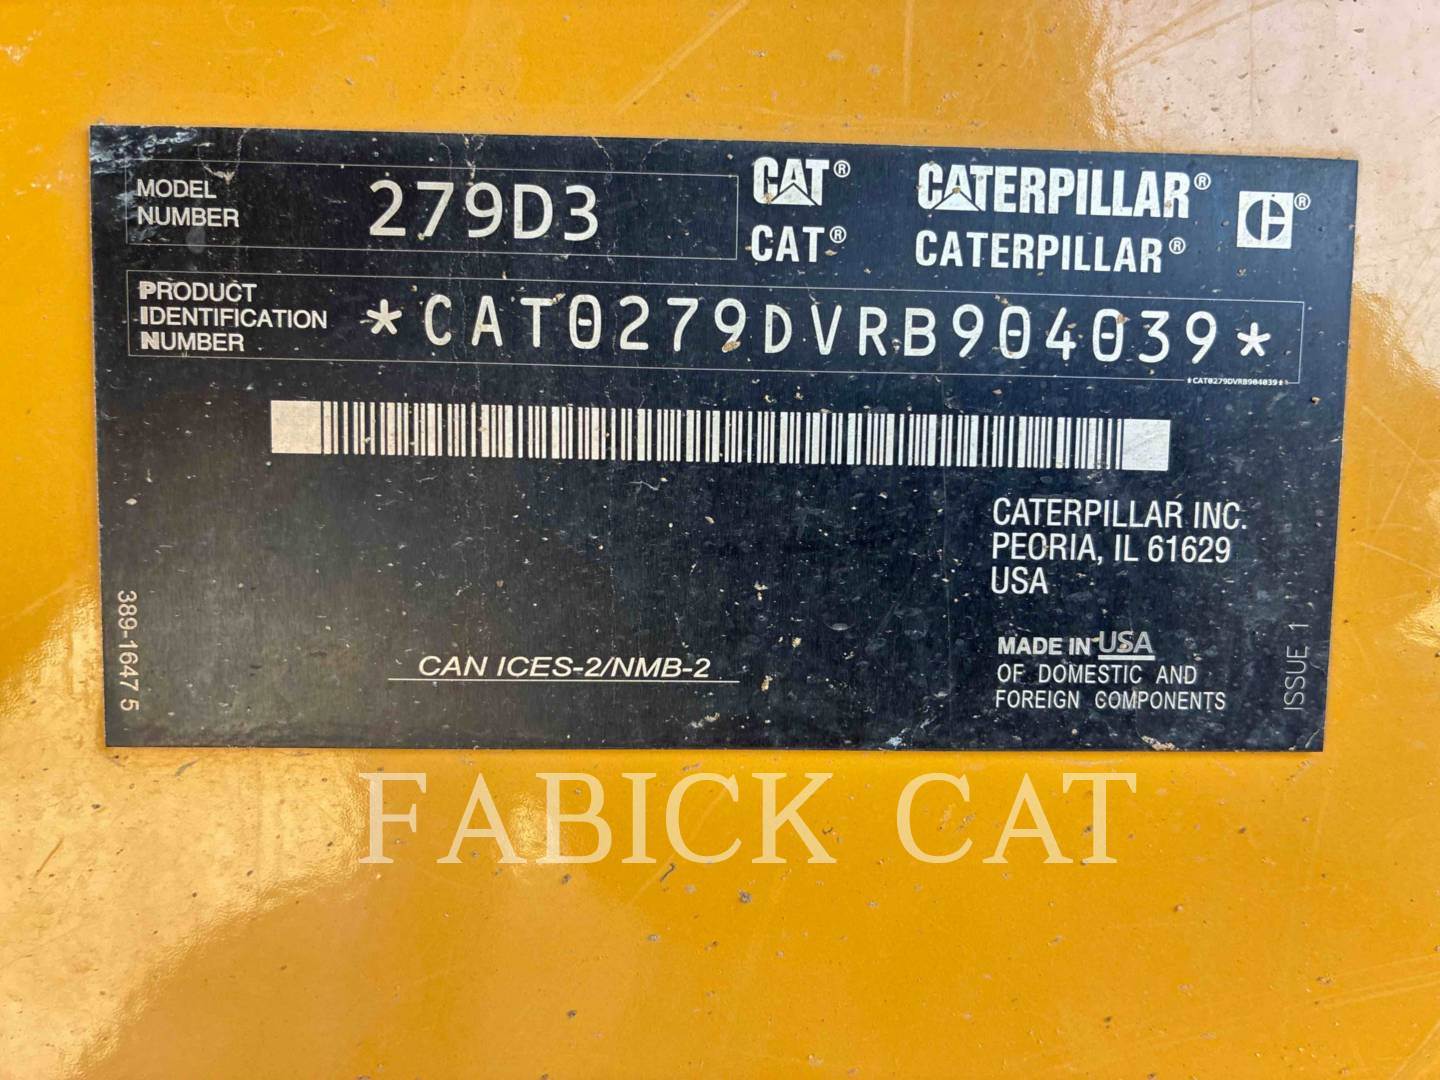 MODEL
NUMBER
279D3
CAT®
CATERPILLAR®
CAT®
CATERPILLAR®
®
PRODUCT
IDENTIFICATION
NUMBER
*CAT0279DVRB904039*
*CAT0279DVRB904039*
CATERPILLAR INC.
PEORIA, IL 61629
USA
389-1647 5
CAN ICES-2/NMB-2
MADE IN USA
OF DOMESTIC AND
FOREIGN COMPONENTS
ISSUE 1
FABICK CAT